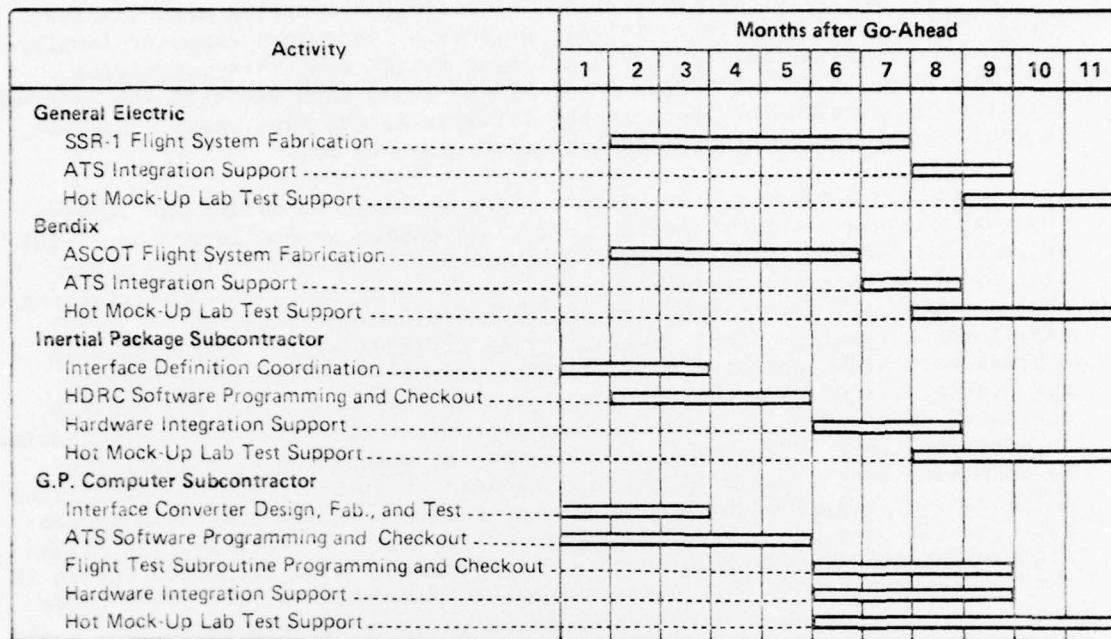 Activity
Months after Go-Ahead
1 2 3 4 5 6 7 8 9 10 11
General Electric
SSR-1 Flight System Fabrication
ATS Integration Support
Hot Mock-Up Lab Test Support
Bendix
ASCOT Flight System Fabrication
ATS Integration Support
Hot Mock-Up Lab Test Support
Inertial Package Subcontractor
Interface Definition Coordination
HDRC Software Programming and Checkout
Hardware Integration Support
Hot Mock-Up Lab Test Support
G.P. Computer Subcontractor
Interface Converter Design, Fab., and Test
ATS Software Programming and Checkout
Flight Test Subroutine Programming and Checkout
Hardware Integration Support
Hot Mock-Up Lab Test Support